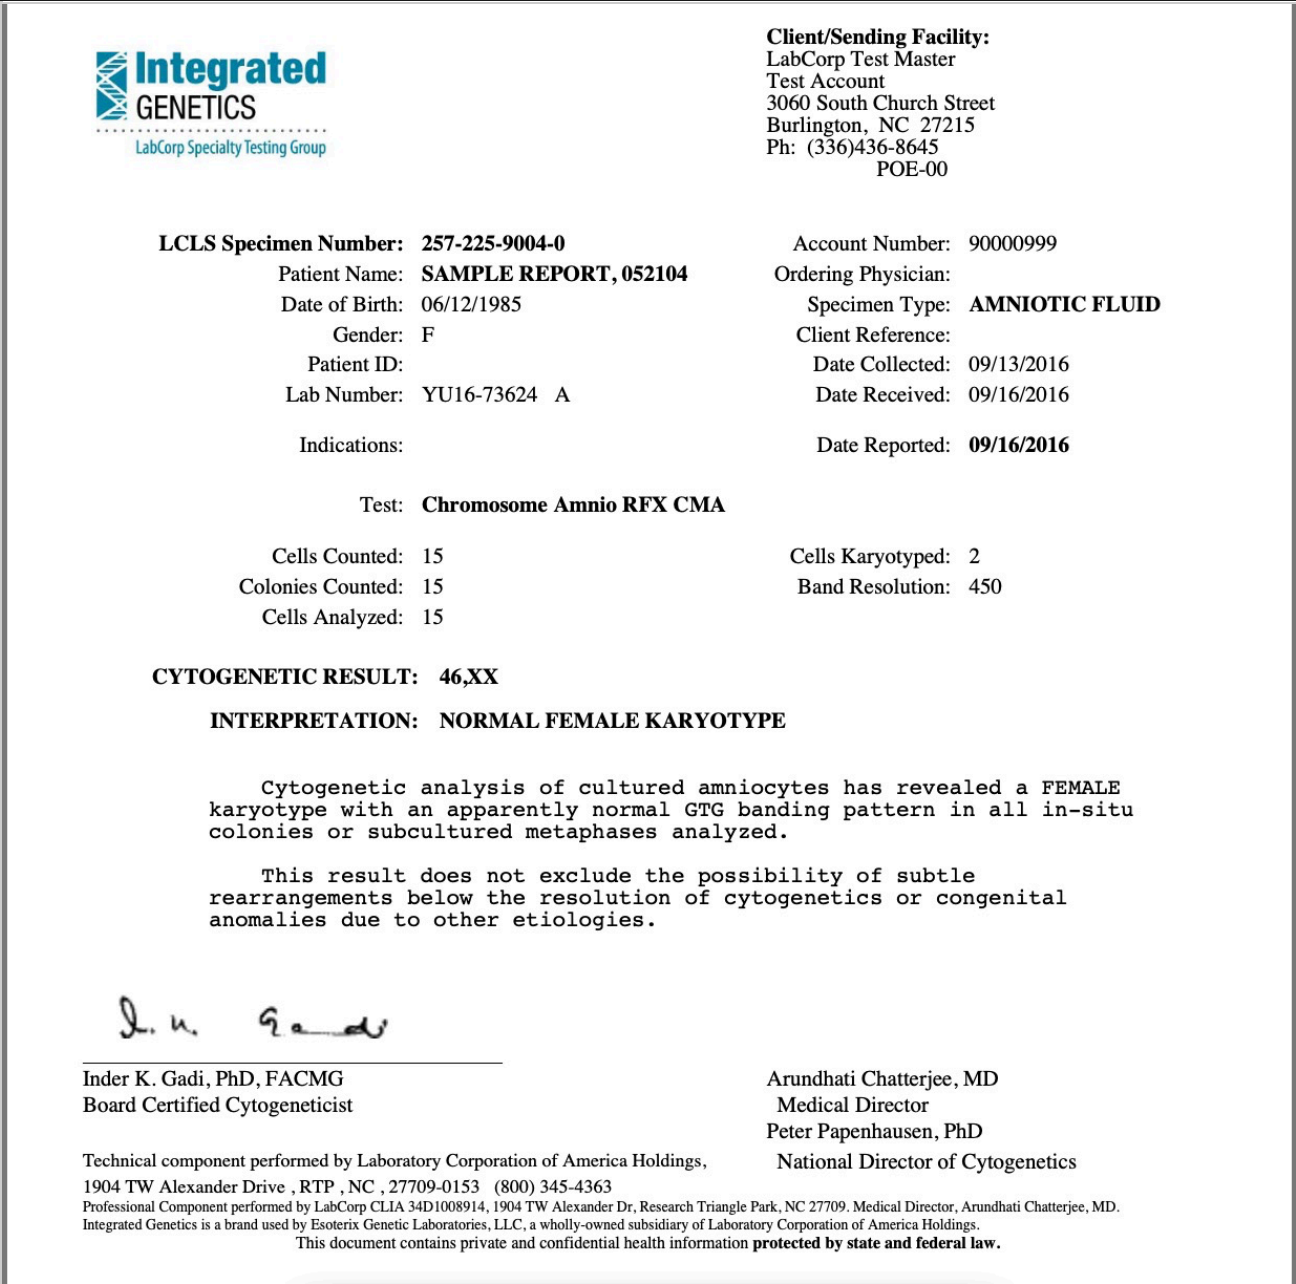 Integrated
GENETICS
LabCorp Specialty Testing Group
Client/Sending Facility:
LabCorp Test Master
Test Account
3060 South Church Street
Burlington, NC 27215
Ph: (336)436-8645
POE-00
LCLS Specimen Number: 257-225-9004-0
Patient Name: SAMPLE REPORT, 052104
Date of Birth: 06/12/1985
Gender: F
Patient ID:
Lab Number: YU16-73624 A
Indications:
Account Number: 90000999
Ordering Physician:
Specimen Type: AMNIOTIC FLUID
Client Reference:
Date Collected: 09/13/2016
Date Received: 09/16/2016
Date Reported: 09/16/2016
Test: Chromosome Amnio RFX CMA
Cells Counted: 15
Colonies Counted: 15
Cells Analyzed: 15
Cells Karyotyped: 2
Band Resolution: 450
CYTOGENETIC RESULT: 46,XX
INTERPRETATION: NORMAL FEMALE KARYOTYPE
Cytogenetic analysis of cultured amniocytes has revealed a FEMALE
karyotype with an apparently normal GTG banding pattern in all in-situ
colonies or subcultured metaphases analyzed.
This result does not exclude the possibility of subtle
rearrangements below the resolution of cytogenetics or congenital
anomalies due to other etiologies.
I. K. Gadi
Inder K. Gadi, PhD, FACMG
Board Certified Cytogeneticist
Arundhati Chatterjee, MD
Medical Director
Peter Papenhausen, PhD
National Director of Cytogenetics
Technical component performed by Laboratory Corporation of America Holdings,
1904 TW Alexander Drive , RTP , NC , 27709-0153 (800) 345-4363
Professional Component performed by LabCorp CLIA 34D1008914, 1904 TW Alexander Dr, Research Triangle Park, NC 27709. Medical Director, Arundhati Chatterjee, MD.
Integrated Genetics is a brand used by Esoterix Genetic Laboratories, LLC, a wholly-owned subsidiary of Laboratory Corporation of America Holdings.
This document contains private and confidential health information protected by state and federal law.